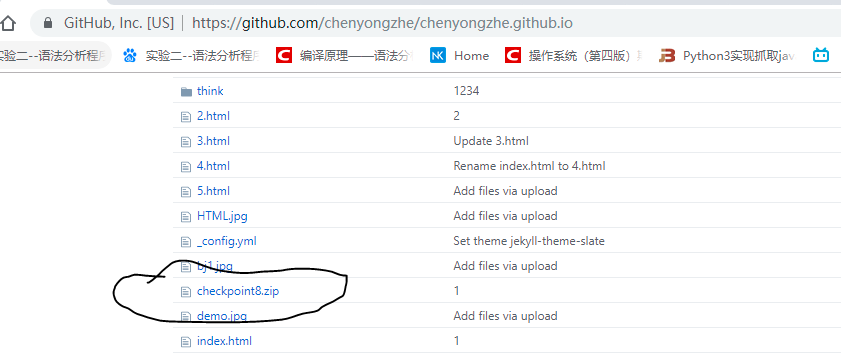 GitHub, Inc. [US] | https://github.com/chenyongzhe/chenyongzhe.github.io
实验二--语法分析程 实验二--语法分析程序 编译原理——语法分 Home 操作系统（第四版） Python3实现抓取jav
think 1234
2.html 2
3.html Update 3.html
4.html Rename index.html to 4.html
5.html Add files via upload
HTML.jpg Add files via upload
_config.yml Set theme jekyll-theme-slate
bj1.jpg Add files via upload
checkpoint8.zip 1
demo.jpg Add files via upload
index.html 1